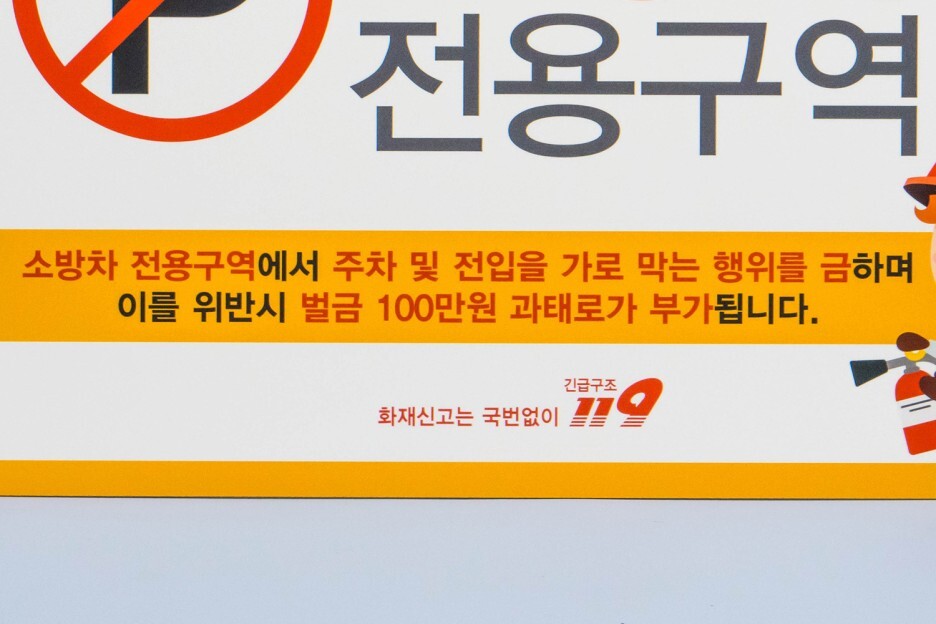 P
전용구역
소방차 전용구역에서 주차 및 전입을 가로 막는 행위를 금하며
이를 위반시 벌금 100만원 과태로가 부가됩니다.
긴급구조
화재신고는 국번없이 119